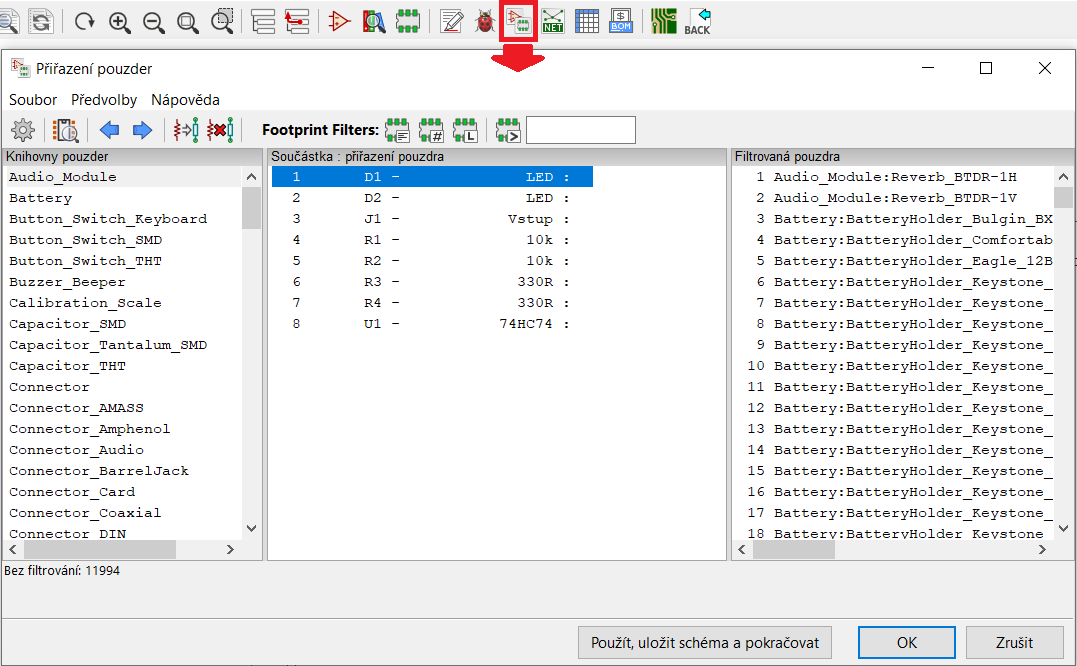 NET
$
BOM
BACK
Přiřazení pouzder
Soubor Předvolby Nápověda
Footprint Filters:
#
L
Knihovny pouzder
Audio_Module
Battery
Button_Switch_Keyboard
Button_Switch_SMD
Button_Switch_THT
Buzzer_Beeper
Calibration_Scale
Capacitor_SMD
Capacitor_Tantalum_SMD
Capacitor_THT
Connector
Connector_AMASS
Connector_Amphenol
Connector_Audio
Connector_BarrelJack
Connector_Card
Connector_Coaxial
Connector_DIN
Součástka : přiřazení pouzdra
1 D1 - LED :
2 D2 - LED :
3 J1 - Vstup :
4 R1 - 10k :
5 R2 - 10k :
6 R3 - 330R :
7 R4 - 330R :
8 U1 - 74HC74 :
Filtrovaná pouzdra
1 Audio_Module:Reverb_BTDR-1H
2 Audio_Module:Reverb_BTDR-1V
3 Battery:BatteryHolder_Bulgin_BX
4 Battery:BatteryHolder_Comfortab
5 Battery:BatteryHolder_Eagle_12B
6 Battery:BatteryHolder_Keystone_
7 Battery:BatteryHolder_Keystone_
8 Battery:BatteryHolder_Keystone_
9 Battery:BatteryHolder_Keystone_
10 Battery:BatteryHolder_Keystone_
11 Battery:BatteryHolder_Keystone_
12 Battery:BatteryHolder_Keystone_
13 Battery:BatteryHolder_Keystone_
14 Battery:BatteryHolder_Keystone_
15 Battery:BatteryHolder_Keystone_
16 Battery:BatteryHolder_Keystone_
17 Battery:BatteryHolder_Keystone_
18 Battery:BatteryHolder_Keystone_
Bez filtrování: 11994
Použít, uložit schéma a pokračovat
OK
Zrušit